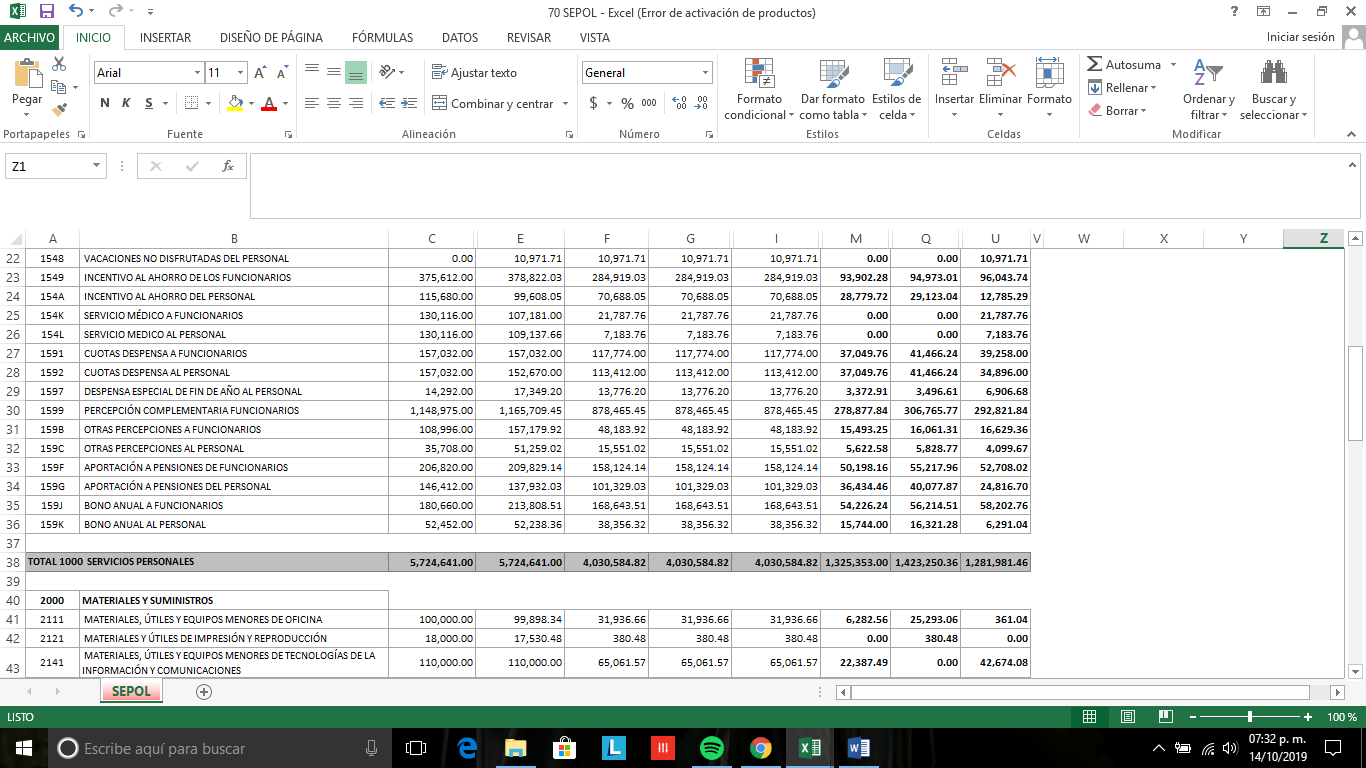 70 SEPOL - Excel (Error de activación de productos)
ARCHIVO INICIO INSERTAR DISEÑO DE PÁGINA FÓRMULAS DATOS REVISAR VISTA Iniciar sesión
Pegar
Portapapeles
Arial 11
N K S
Fuente
Ajustar texto
Combinar y centrar
Alineación
General
$ % 000
Número
Formato condicional
Dar formato como tabla
Estilos de celda
Estilos
Insertar Eliminar Formato
Celdas
Autosuma
Rellenar
Borrar
Ordenar y filtrar
Buscar y seleccionar
Modificar
Z1 fx
A B C E F G I M Q U V W X Y Z
22 1548 VACACIONES NO DISFRUTADAS DEL PERSONAL 0.00 10,971.71 10,971.71 10,971.71 10,971.71 0.00 0.00 10,971.71
23 1549 INCENTIVO AL AHORRO DE LOS FUNCIONARIOS 375,612.00 378,822.03 284,919.03 284,919.03 284,919.03 93,902.28 94,973.01 96,043.74
24 154A INCENTIVO AL AHORRO DEL PERSONAL 115,680.00 99,608.05 70,688.05 70,688.05 70,688.05 28,779.72 29,123.04 12,785.29
25 154K SERVICIO MÉDICO A FUNCIONARIOS 130,116.00 107,181.00 21,787.76 21,787.76 21,787.76 0.00 0.00 21,787.76
26 154L SERVICIO MEDICO AL PERSONAL 130,116.00 109,137.66 7,183.76 7,183.76 7,183.76 0.00 0.00 7,183.76
27 1591 CUOTAS DESPENSA A FUNCIONARIOS 157,032.00 157,032.00 117,774.00 117,774.00 117,774.00 37,049.76 41,466.24 39,258.00
28 1592 CUOTAS DESPENSA AL PERSONAL 157,032.00 152,670.00 113,412.00 113,412.00 113,412.00 37,049.76 41,466.24 34,896.00
29 1597 DESPENSA ESPECIAL DE FIN DE AÑO AL PERSONAL 14,292.00 17,349.20 13,776.20 13,776.20 13,776.20 3,372.91 3,496.61 6,906.68
30 1599 PERCEPCIÓN COMPLEMENTARIA FUNCIONARIOS 1,148,975.00 1,165,709.45 878,465.45 878,465.45 878,465.45 278,877.84 306,765.77 292,821.84
31 159B OTRAS PERCEPCIONES A FUNCIONARIOS 108,996.00 157,179.92 48,183.92 48,183.92 48,183.92 15,493.25 16,061.31 16,629.36
32 159C OTRAS PERCEPCIONES AL PERSONAL 35,708.00 51,259.02 15,551.02 15,551.02 15,551.02 5,622.58 5,828.77 4,099.67
33 159F APORTACIÓN A PENSIONES DE FUNCIONARIOS 206,820.00 209,829.14 158,124.14 158,124.14 158,124.14 50,198.16 55,217.96 52,708.02
34 159G APORTACIÓN A PENSIONES DEL PERSONAL 146,412.00 137,932.03 101,329.03 101,329.03 101,329.03 36,434.46 40,077.87 24,816.70
35 159J BONO ANUAL A FUNCIONARIOS 180,660.00 213,808.51 168,643.51 168,643.51 168,643.51 54,226.24 56,214.51 58,202.76
36 159K BONO ANUAL AL PERSONAL 52,452.00 52,238.36 38,356.32 38,356.32 38,356.32 15,744.00 16,321.28 6,291.04
37
38 TOTAL 1000 SERVICIOS PERSONALES 5,724,641.00 5,724,641.00 4,030,584.82 4,030,584.82 4,030,584.82 1,325,353.00 1,423,250.36 1,281,981.46
39
40 2000 MATERIALES Y SUMINISTROS
41 2111 MATERIALES, ÚTILES Y EQUIPOS MENORES DE OFICINA 100,000.00 99,898.34 31,936.66 31,936.66 31,936.66 6,282.56 25,293.06 361.04
42 2121 MATERIALES Y ÚTILES DE IMPRESIÓN Y REPRODUCCIÓN 18,000.00 17,530.48 380.48 380.48 380.48 0.00 380.48 0.00
43 2141 MATERIALES, ÚTILES Y EQUIPOS MENORES DE TECNOLOGÍAS DE LA
INFORMACIÓN Y COMUNICACIONES 110,000.00 110,000.00 65,061.57 65,061.57 65,061.57 22,387.49 0.00 42,674.08
SEPOL
LISTO 100 %
Escribe aquí para buscar
07:32 p. m.
14/10/2019